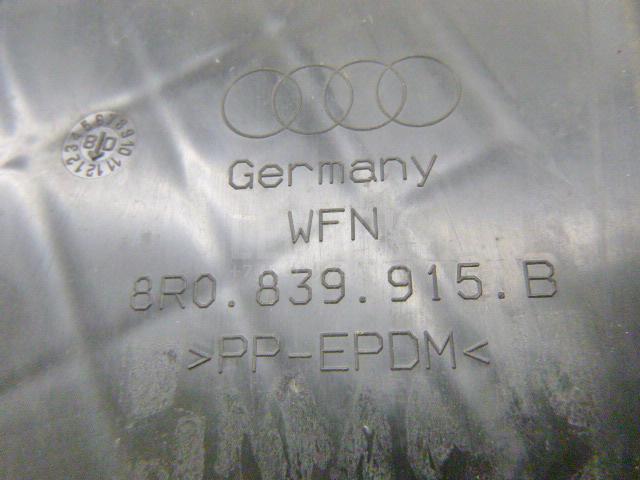 Germany
WFN
8R0.839.915.B
>PP-EPDM<